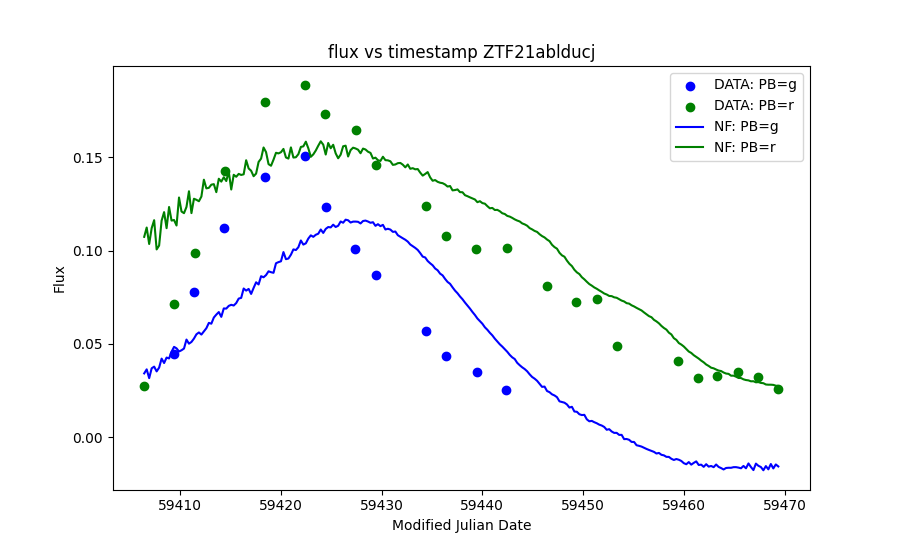 flux vs timestamp ZTF21ablducj
DATA: PB=g
DATA: PB=r
NF: PB=g
NF: PB=r
Flux
0.15
0.10
0.05
0.00
59410 59420 59430 59440 59450 59460 59470
Modified Julian Date